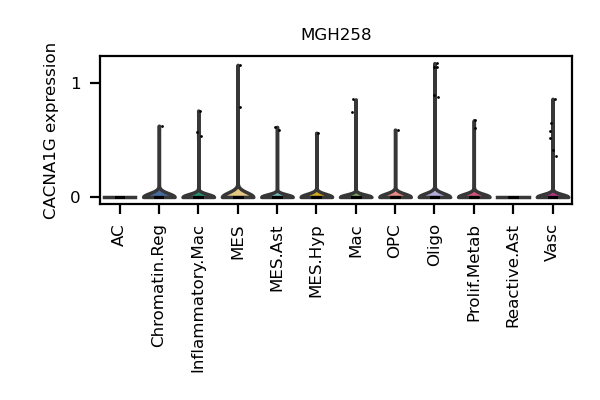 MGH258
CACNA1G expression
1
0
AC
Chromatin.Reg
Inflammatory.Mac
MES
MES.Ast
MES.Hyp
Mac
OPC
Oligo
Prolif.Metab
Reactive.Ast
Vasc